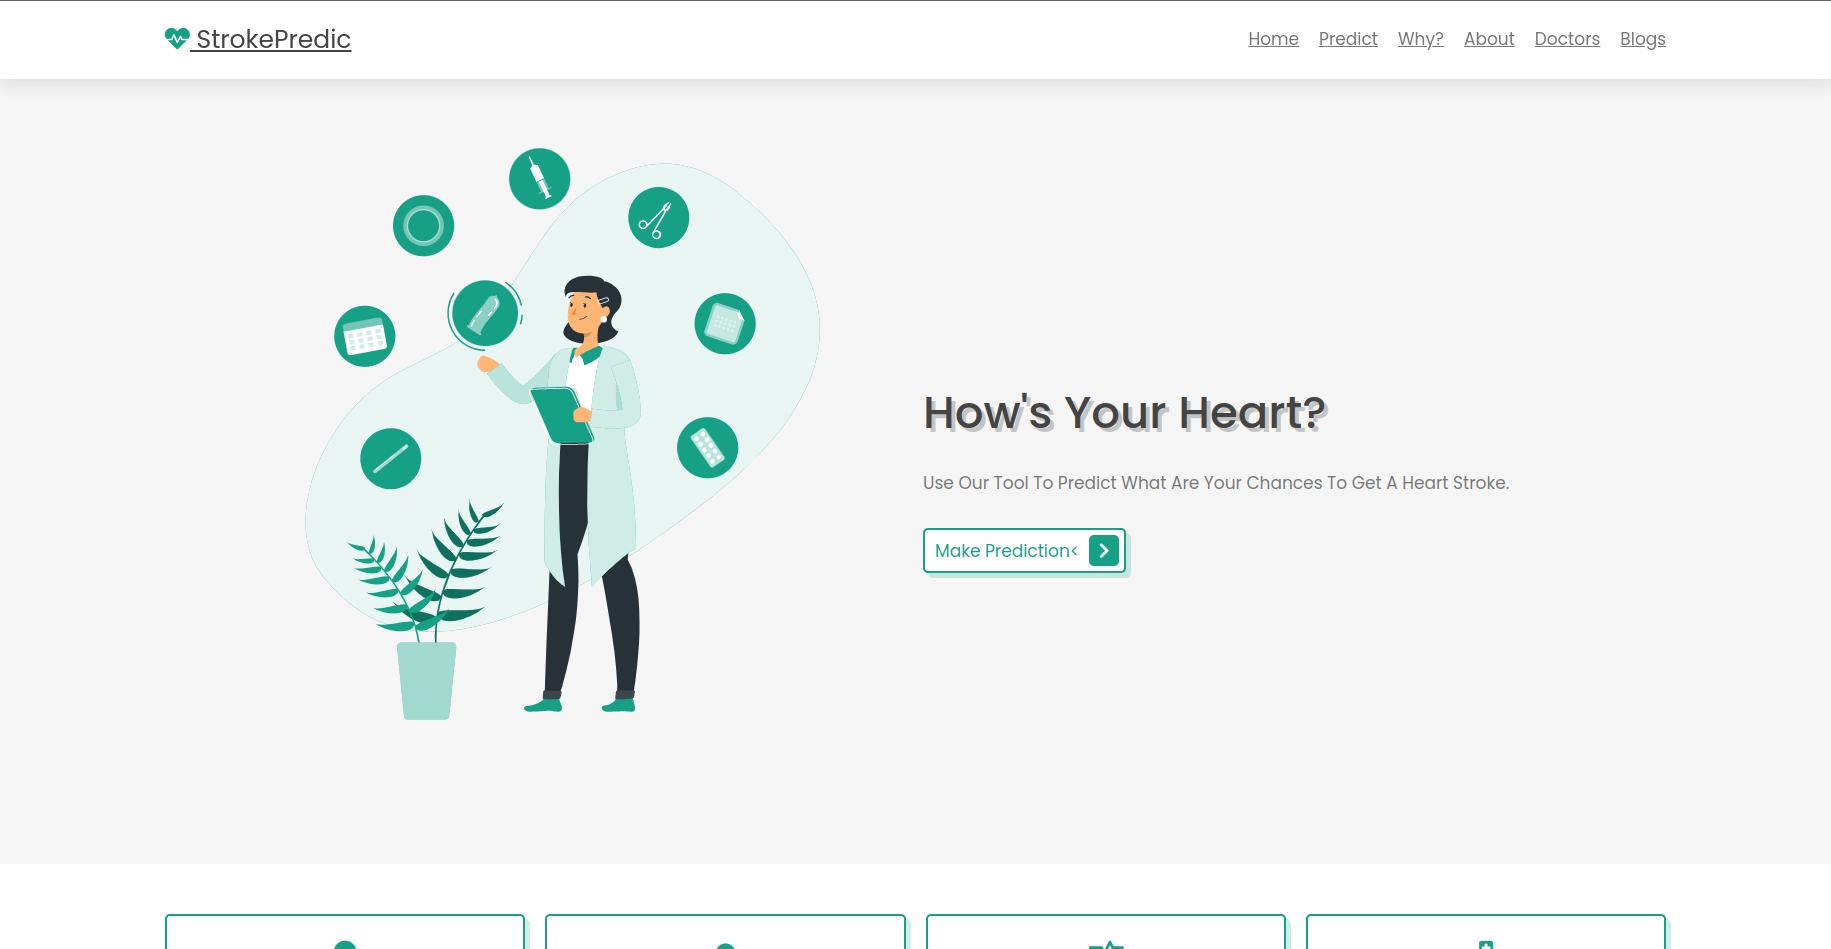 StrokePredic
Home Predict Why? About Doctors Blogs
How's Your Heart?
Use Our Tool To Predict What Are Your Chances To Get A Heart Stroke.
Make Prediction<